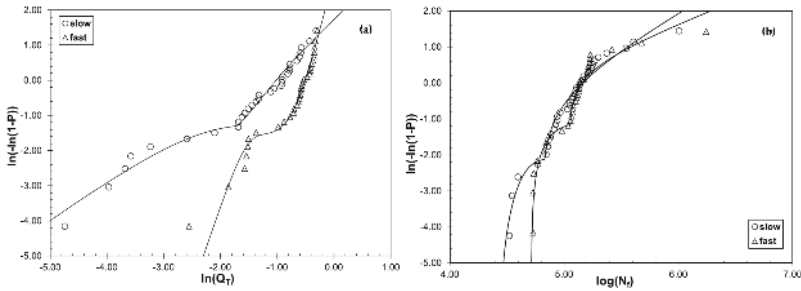 slow
fast
(a)
2.00
1.00
0.00
-1.00
-2.00
-3.00
-4.00
-5.00
ln(-ln(1-P))
-5.00 -4.00 -3.00 -2.00 -1.00 0.00 1.00
ln(Q_T)
(b)
2.00
1.00
0.00
-1.00
-2.00
-3.00
-4.00
-5.00
ln(-ln(1-P))
slow
fast
4.00 5.00 6.00 7.00
log(N_f)